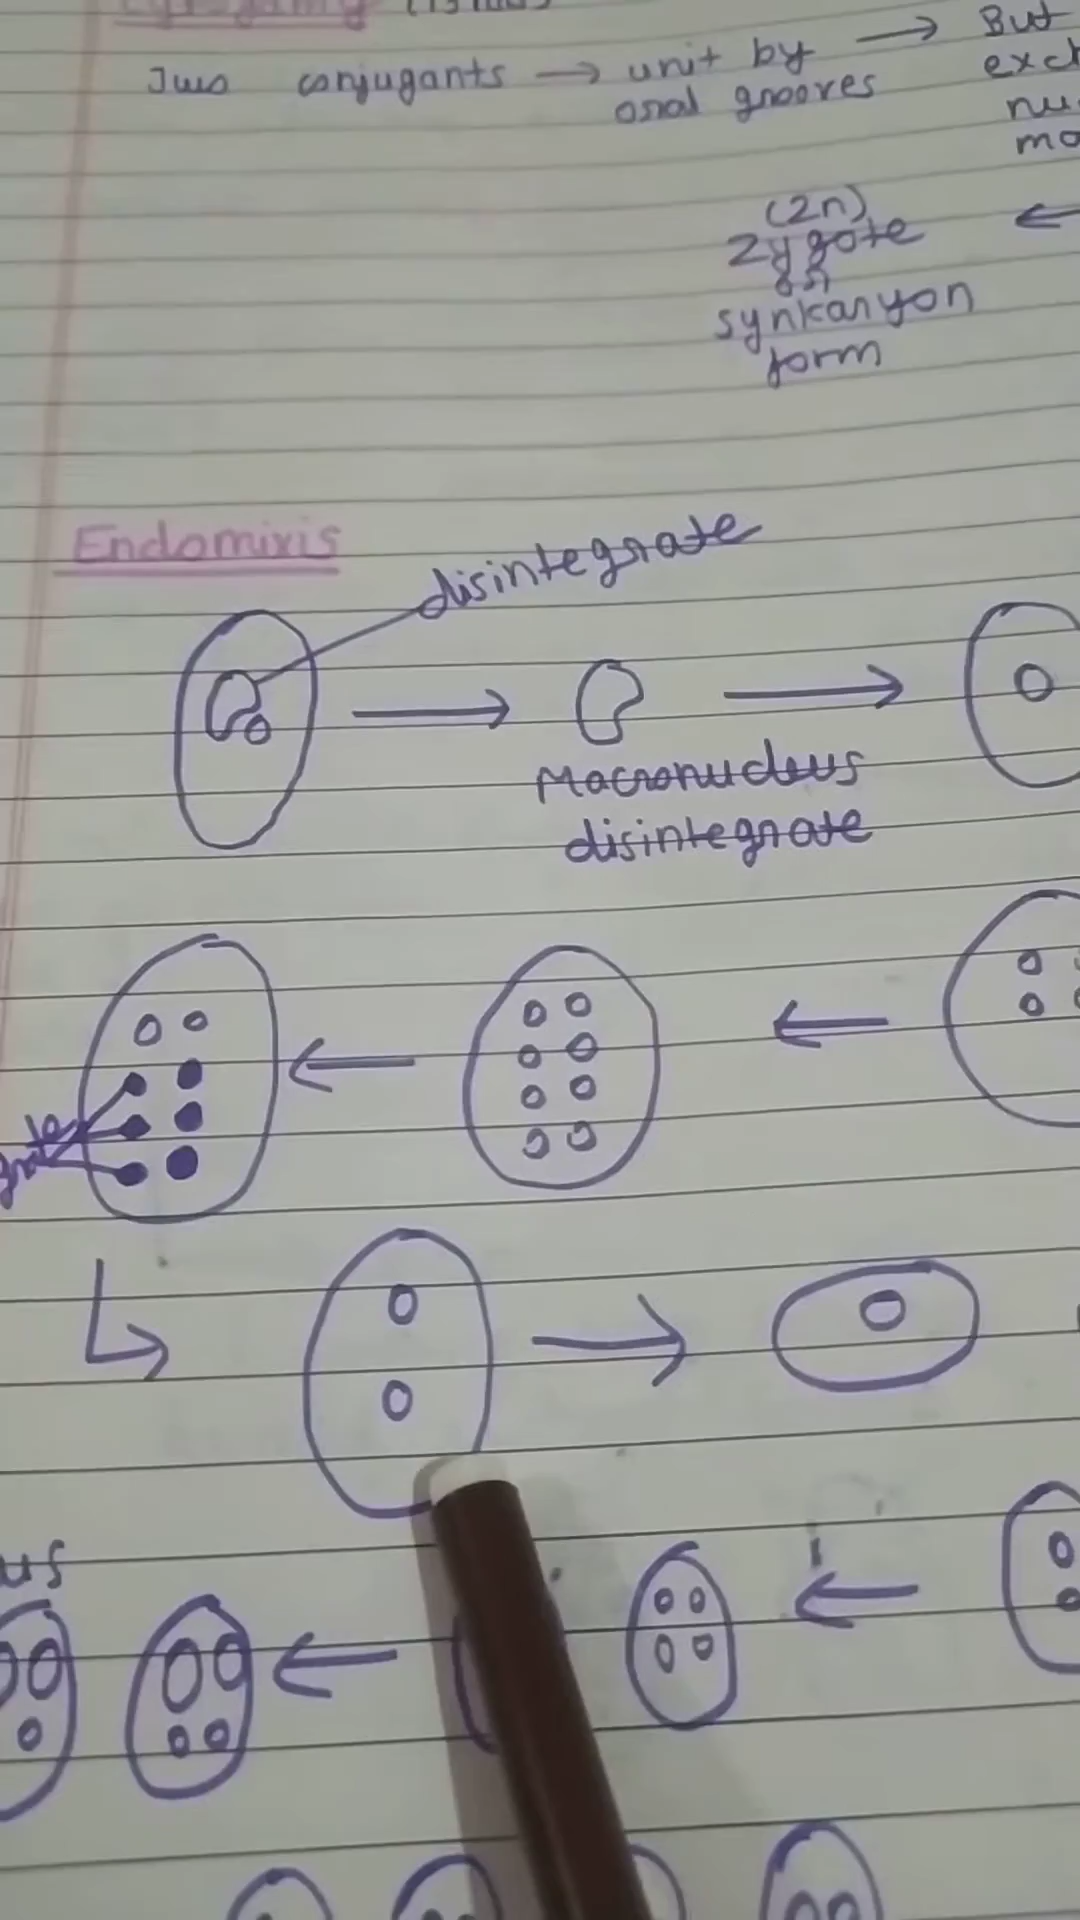 Two conjugants → unit by → But
oral grooves
(2n)
zygote
or
synkaryon
form
←
Endomixis
disintegrate
Macronucleus
disintegrate